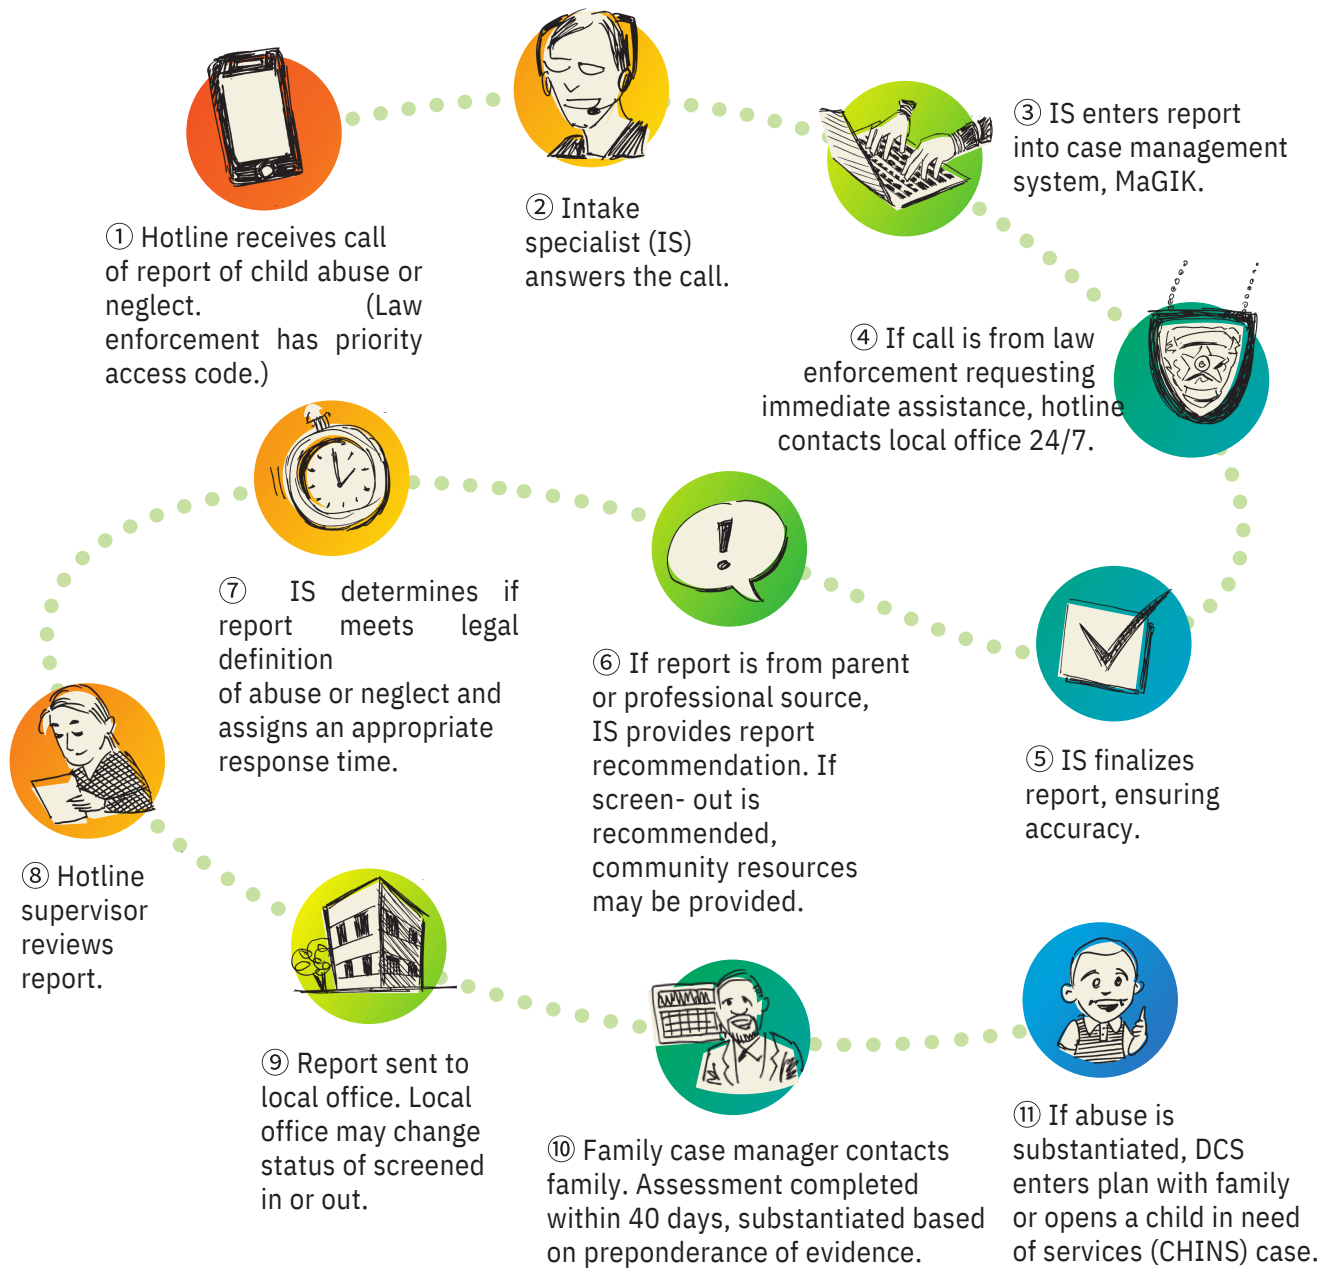 ① Hotline receives call
of report of child abuse or
neglect. (Law
enforcement has priority
access code.)
② Intake
specialist (IS)
answers the call.
③ IS enters report
into case management
system, MaGIK.
④ If call is from law
enforcement requesting
immediate assistance, hotline
contacts local office 24/7.
⑤ IS finalizes
report, ensuring
accuracy.
⑥ If report is from parent
or professional source,
IS provides report
recommendation. If
screen- out is
recommended,
community resources
may be provided.
⑦ IS determines if
report meets legal
definition
of abuse or neglect and
assigns an appropriate
response time.
⑧ Hotline
supervisor
reviews
report.
⑨ Report sent to
local office. Local
office may change
status of screened
in or out.
⑩ Family case manager contacts
family. Assessment completed
within 40 days, substantiated based
on preponderance of evidence.
⑪ If abuse is
substantiated, DCS
enters plan with family
or opens a child in need
of services (CHINS) case.